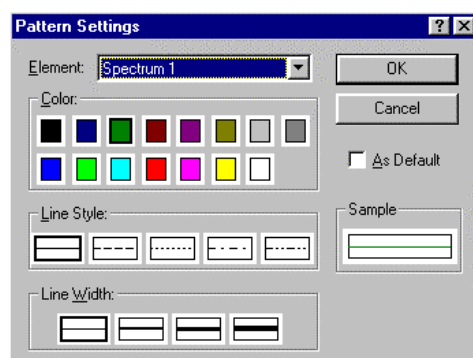 Pattern Settings
Element: Spectrum 1
OK
Cancel
Color:
As Default
Line Style:
Sample
Line Width: